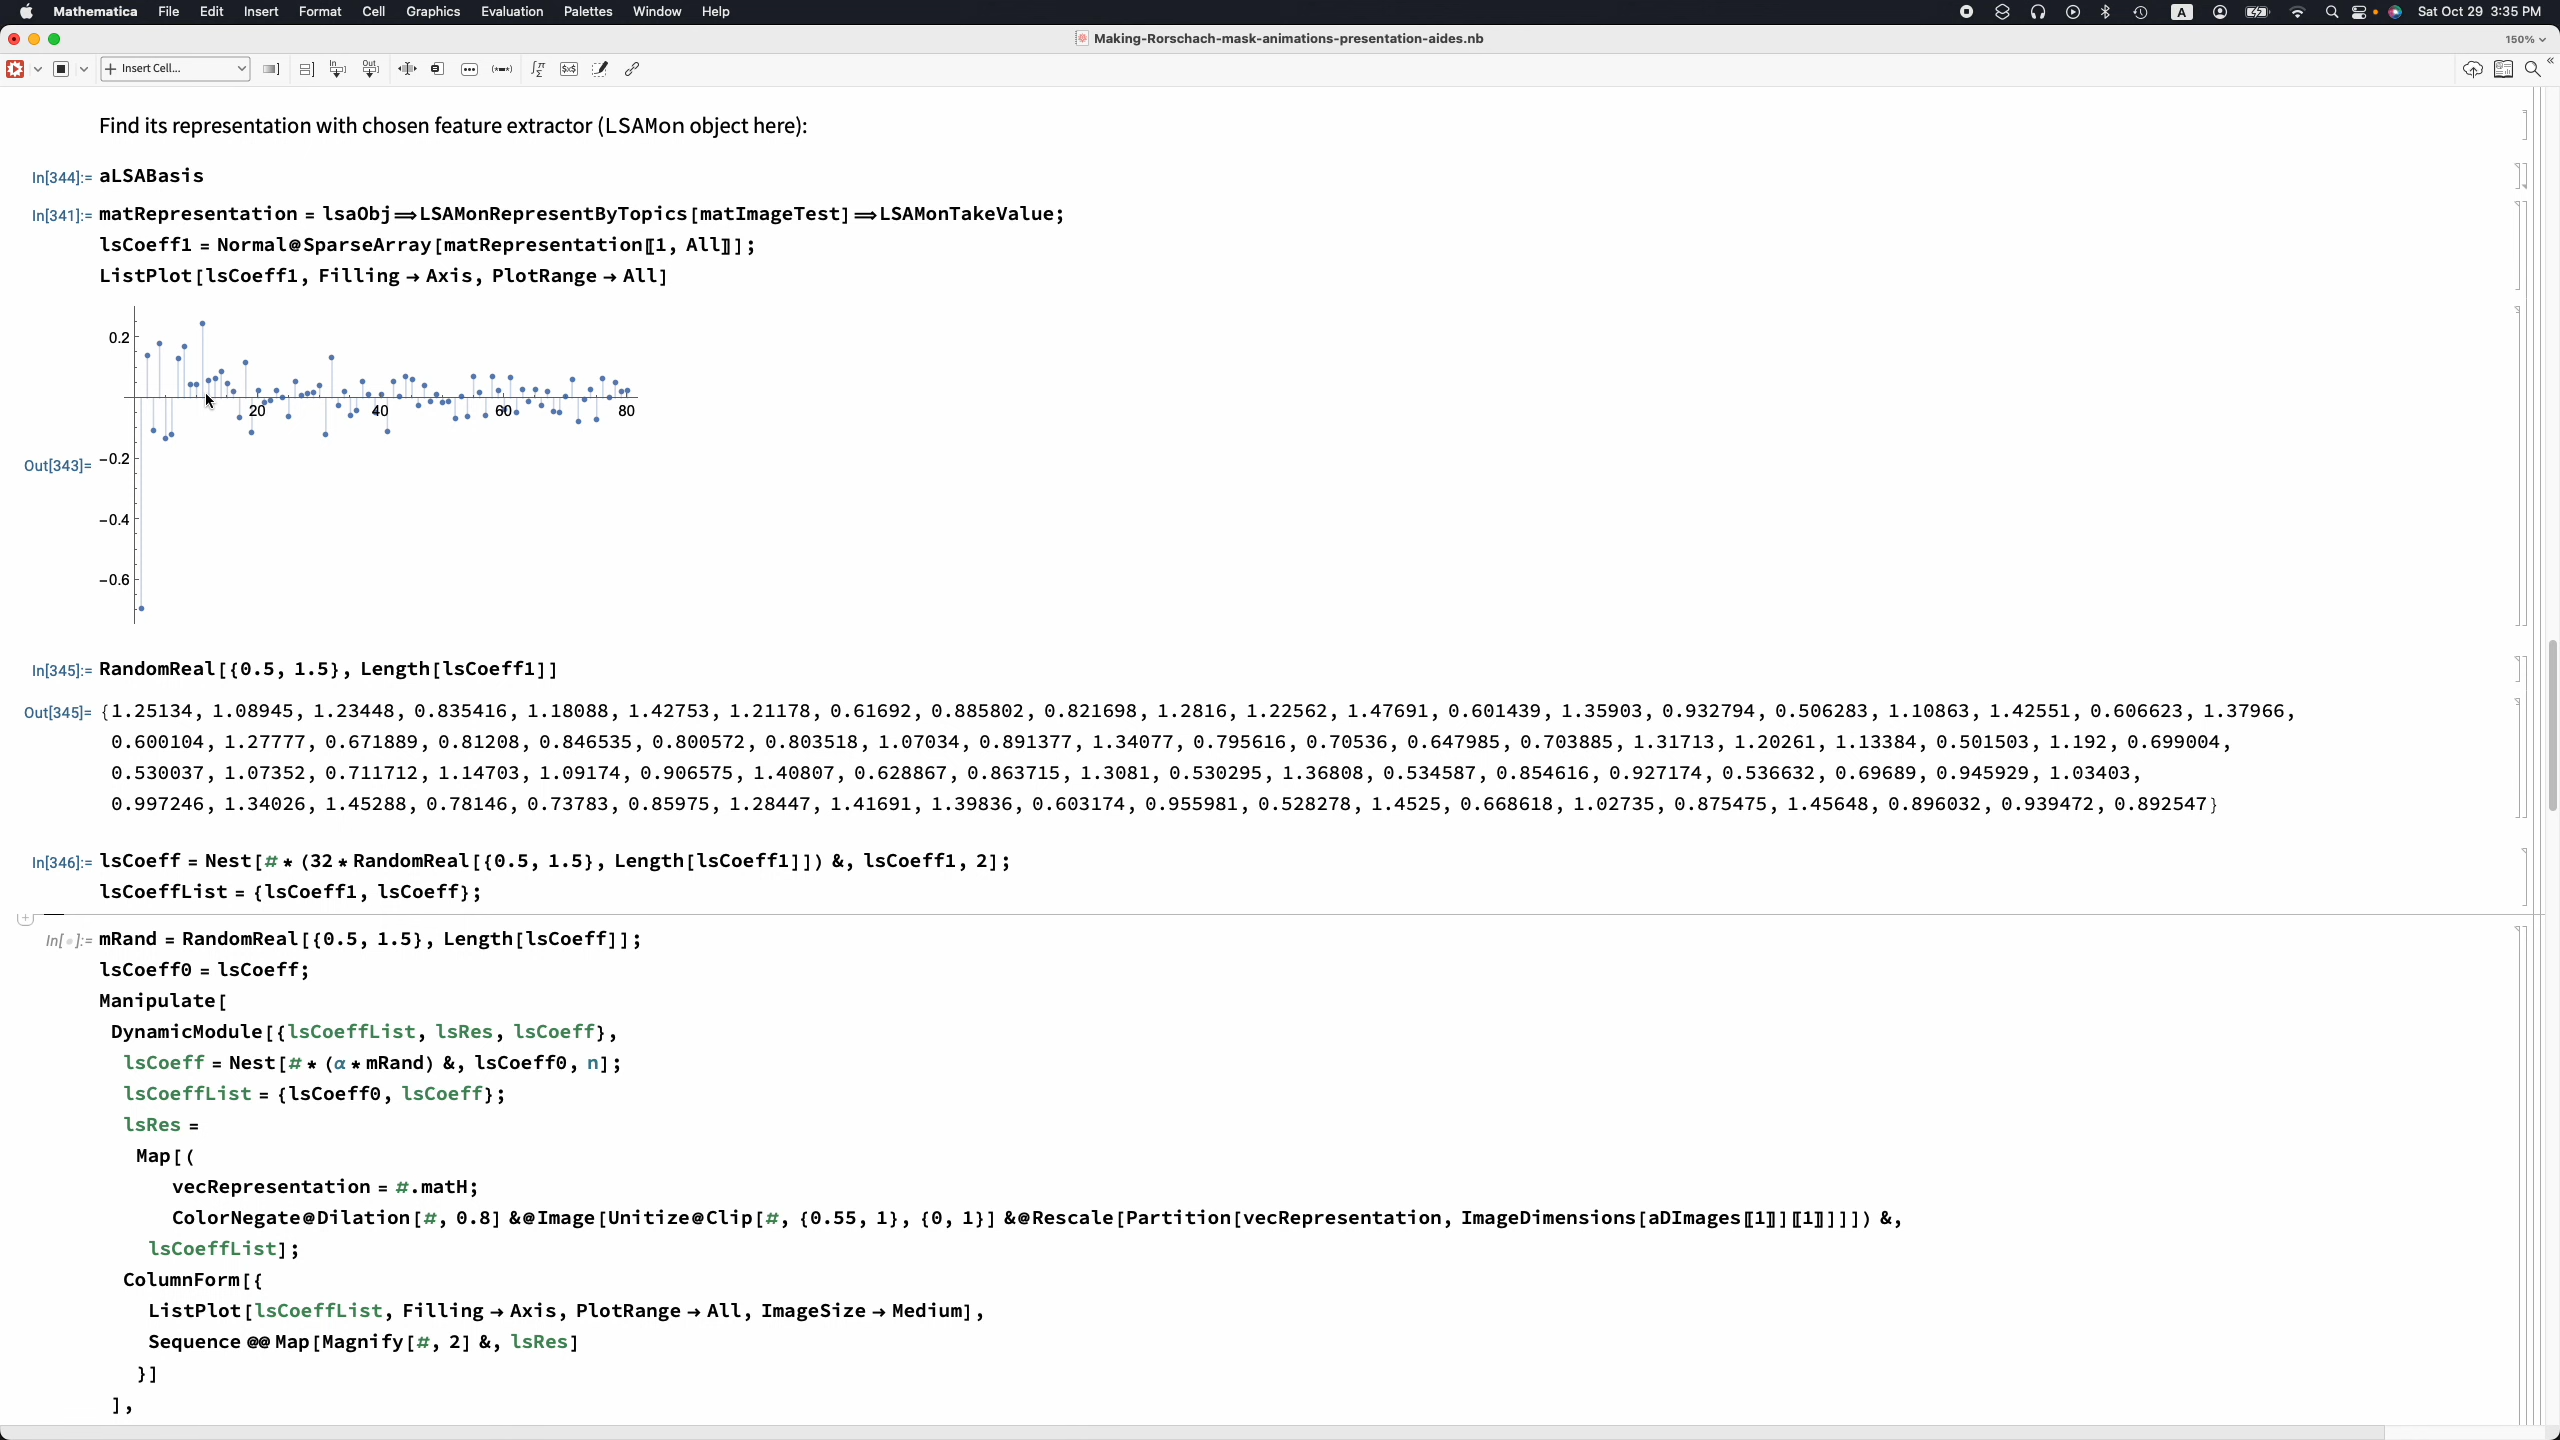 Mathematica File Edit Insert Format Cell Graphics Evaluation Palettes Window Help A Sat Oct 29 3:35 PM
Making-Rorschach-mask-animations-presentation-aides.nb 150%
Insert Cell...
Find its representation with chosen feature extractor (LSAMon object here):
In[344]:= aLSABasis
In[341]:= matRepresentation = lsaObj⟹LSAMonRepresentByTopics[matImageTest]⟹LSAMonTakeValue;
lsCoeff1 = Normal@SparseArray[matRepresentation〚1, All〛];
ListPlot[lsCoeff1, Filling → Axis, PlotRange → All]
0.2
20 40 60 80
Out[343]= -0.2
-0.4
-0.6
In[345]:= RandomReal[{0.5, 1.5}, Length[lsCoeff1]]
Out[345]= {1.25134, 1.08945, 1.23448, 0.835416, 1.18088, 1.42753, 1.21178, 0.61692, 0.885802, 0.821698, 1.2816, 1.22562, 1.47691, 0.601439, 1.35903, 0.932794, 0.506283, 1.10863, 1.42551, 0.606623, 1.37966,
0.600104, 1.27777, 0.671889, 0.81208, 0.846535, 0.800572, 0.803518, 1.07034, 0.891377, 1.34077, 0.795616, 0.70536, 0.647985, 0.703885, 1.31713, 1.20261, 1.13384, 0.501503, 1.192, 0.699004,
0.530037, 1.07352, 0.711712, 1.14703, 1.09174, 0.906575, 1.40807, 0.628867, 0.863715, 1.3081, 0.530295, 1.36808, 0.534587, 0.854616, 0.927174, 0.536632, 0.69689, 0.945929, 1.03403,
0.997246, 1.34026, 1.45288, 0.78146, 0.73783, 0.85975, 1.28447, 1.41691, 1.39836, 0.603174, 0.955981, 0.528278, 1.4525, 0.668618, 1.02735, 0.875475, 1.45648, 0.896032, 0.939472, 0.892547}
In[346]:= lsCoeff = Nest[# * (32 * RandomReal[{0.5, 1.5}, Length[lsCoeff1]]) &, lsCoeff1, 2];
lsCoeffList = {lsCoeff1, lsCoeff};
In[ ]:= mRand = RandomReal[{0.5, 1.5}, Length[lsCoeff]];
lsCoeff0 = lsCoeff;
Manipulate[
DynamicModule[{lsCoeffList, lsRes, lsCoeff},
lsCoeff = Nest[# * (α * mRand) &, lsCoeff0, n];
lsCoeffList = {lsCoeff0, lsCoeff};
lsRes =
Map[(
vecRepresentation = #.matH;
ColorNegate@Dilation[#, 0.8] &@Image[Unitize@Clip[#, {0.55, 1}, {0, 1}] &@Rescale[Partition[vecRepresentation, ImageDimensions[aDImages〚1〛]〚1〛]]]) &,
lsCoeffList];
ColumnForm[{
ListPlot[lsCoeffList, Filling → Axis, PlotRange → All, ImageSize → Medium],
Sequence @@ Map[Magnify[#, 2] &, lsRes]
}]
],